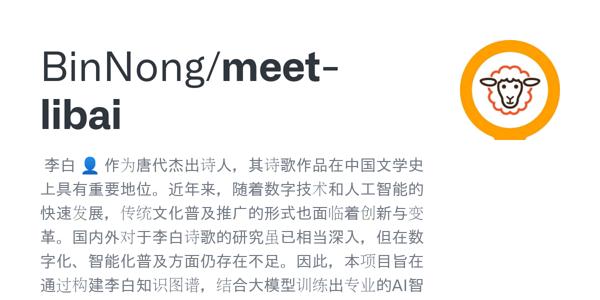 BinNong/meet-
libai
李白 👤 作为唐代杰出诗人，其诗歌作品在中国文学史
上具有重要地位。近年来，随着数字技术和人工智能的
快速发展，传统文化普及推广的形式也面临着创新与变
革。国内外对于李白诗歌的研究虽已相当深入，但在数
字化、智能化普及方面仍存在不足。因此，本项目旨在
通过构建李白知识图谱，结合大模型训练出专业的AI智